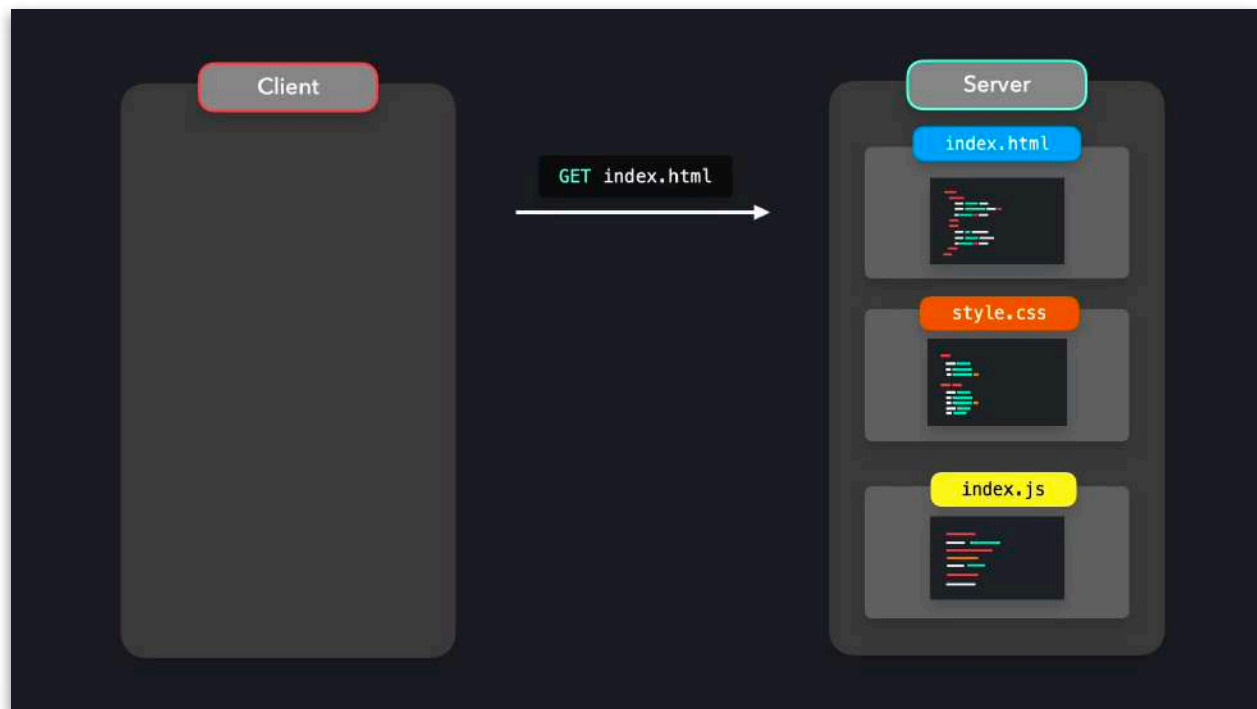 Client
Server
index.html
GET index.html
style.css
index.js